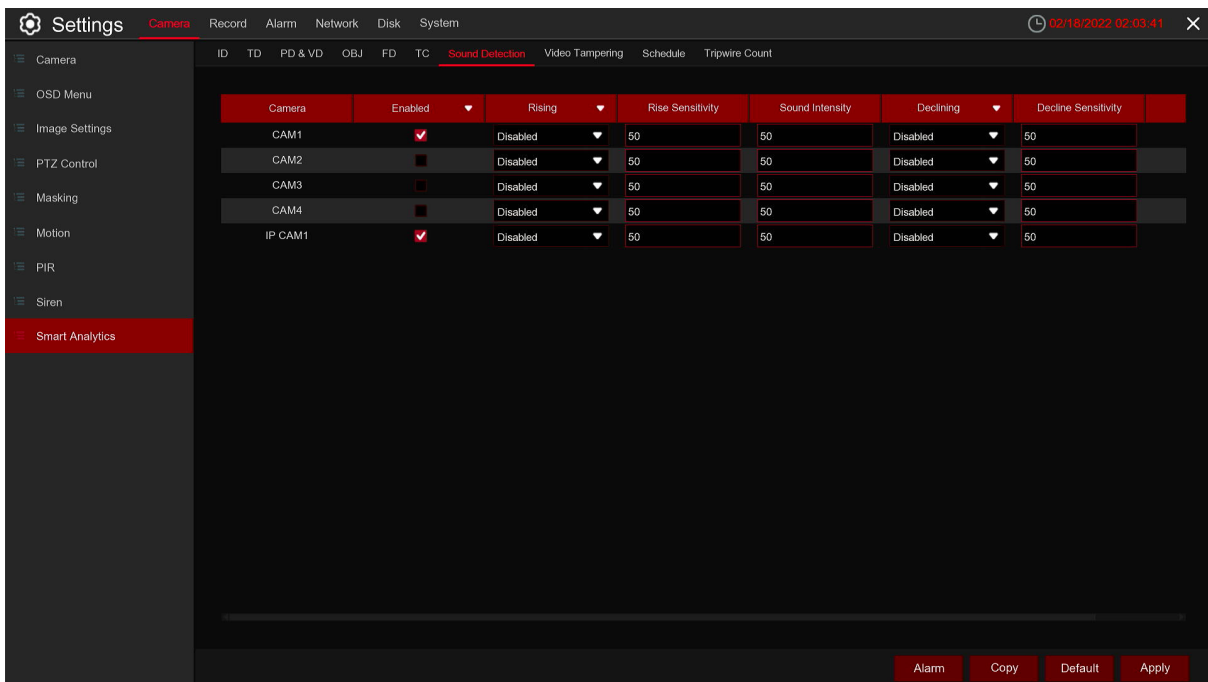 Settings Camera Record Alarm Network Disk System 02/18/2022 02:03:41
ID TD PD & VD OBJ FD TC Sound Detection Video Tampering Schedule Tripwire Count
Camera
OSD Menu
Image Settings
PTZ Control
Masking
Motion
PIR
Siren
Smart Analytics
Camera Enabled Rising Rise Sensitivity Sound Intensity Declining Decline Sensitivity
CAM1 Disabled 50 50 Disabled 50
CAM2 Disabled 50 50 Disabled 50
CAM3 Disabled 50 50 Disabled 50
CAM4 Disabled 50 50 Disabled 50
IP CAM1 Disabled 50 50 Disabled 50
Alarm Copy Default Apply